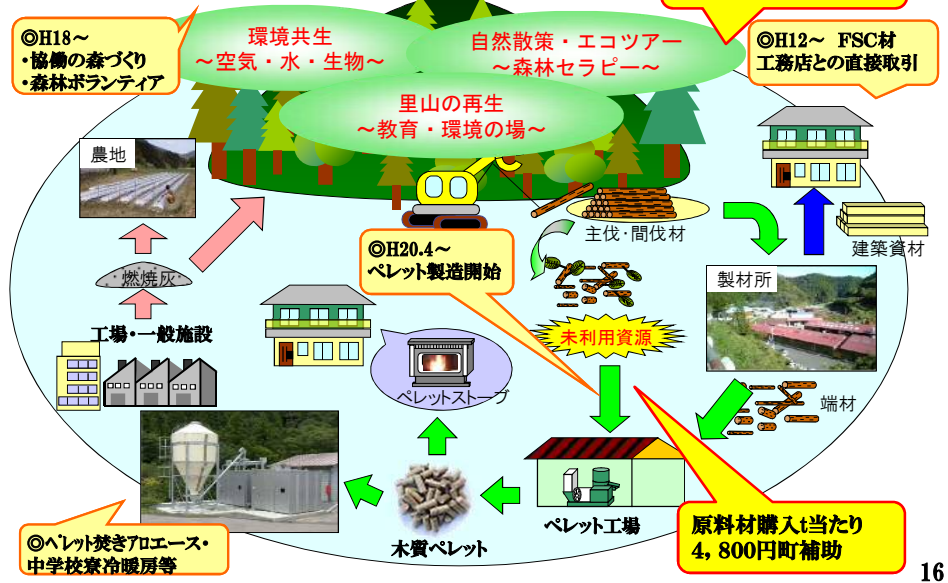 ◎H18～
・協働の森づくり
・森林ボランティア
環境共生
～空気・水・生物～
自然散策・エコツアー
～森林セラピー～
◎H12～ FSC材
工務店との直接取引
里山の再生
～教育・環境の場～
農地
主伐・間伐材
建築資材
◎H20.4～
ペレット製造開始
燃焼灰
製材所
工場・一般施設
未利用資源
ペレットストーブ
端材
ペレット工場
木質ペレット
原料材購入t当たり
4,800円町補助
◎ペレット焚きアロエース・
中学校寮冷暖房等
16